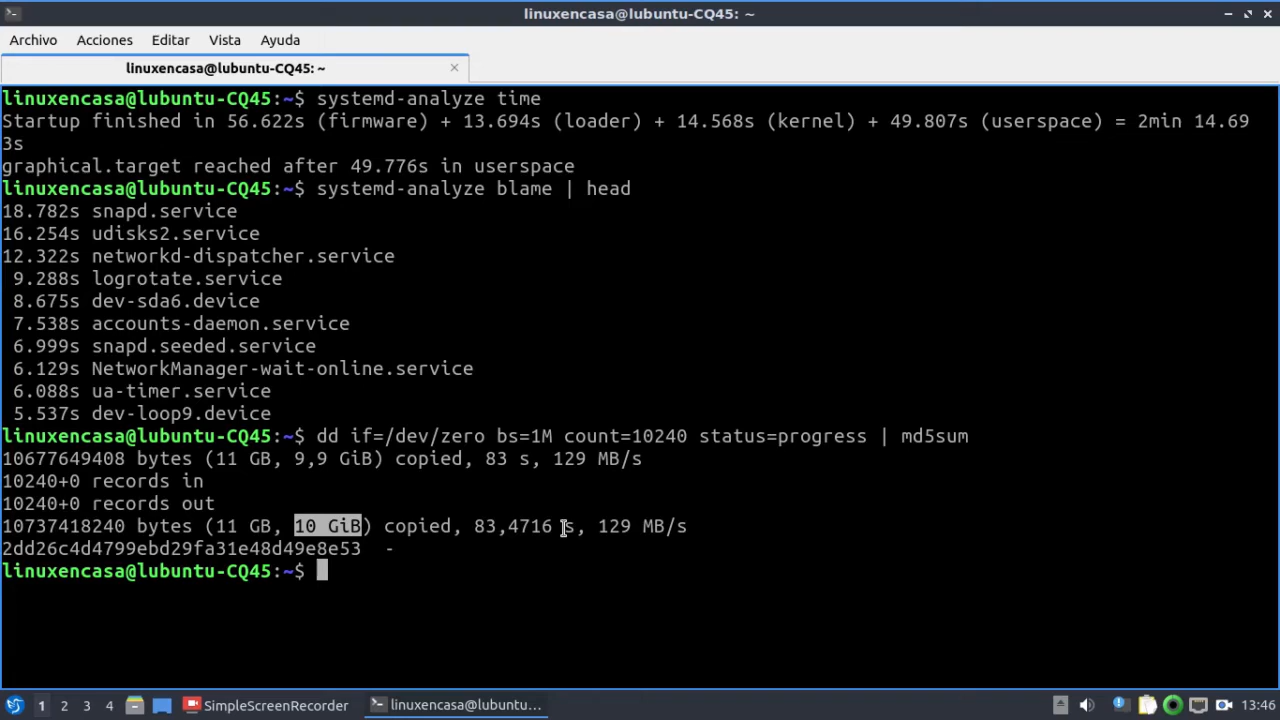 linuxencasa@lubuntu-CQ45: ~
Archivo Acciones Editar Vista Ayuda
linuxencasa@lubuntu-CQ45: ~
linuxencasa@lubuntu-CQ45:~$ systemd-analyze time
Startup finished in 56.622s (firmware) + 13.694s (loader) + 14.568s (kernel) + 49.807s (userspace) = 2min 14.69
3s
graphical.target reached after 49.776s in userspace
linuxencasa@lubuntu-CQ45:~$ systemd-analyze blame | head
18.782s snapd.service
16.254s udisks2.service
12.322s networkd-dispatcher.service
9.288s logrotate.service
8.675s dev-sda6.device
7.538s accounts-daemon.service
6.999s snapd.seeded.service
6.129s NetworkManager-wait-online.service
6.088s ua-timer.service
5.537s dev-loop9.device
linuxencasa@lubuntu-CQ45:~$ dd if=/dev/zero bs=1M count=10240 status=progress | md5sum
10677649408 bytes (11 GB, 9,9 GiB) copied, 83 s, 129 MB/s
10240+0 records in
10240+0 records out
10737418240 bytes (11 GB, 10 GiB) copied, 83,4716 s, 129 MB/s
2dd26c4d4799ebd29fa31e48d49e8e53  -
linuxencasa@lubuntu-CQ45:~$
1 2 3 4 SimpleScreenRecorder linuxencasa@lubuntu-... 13:46